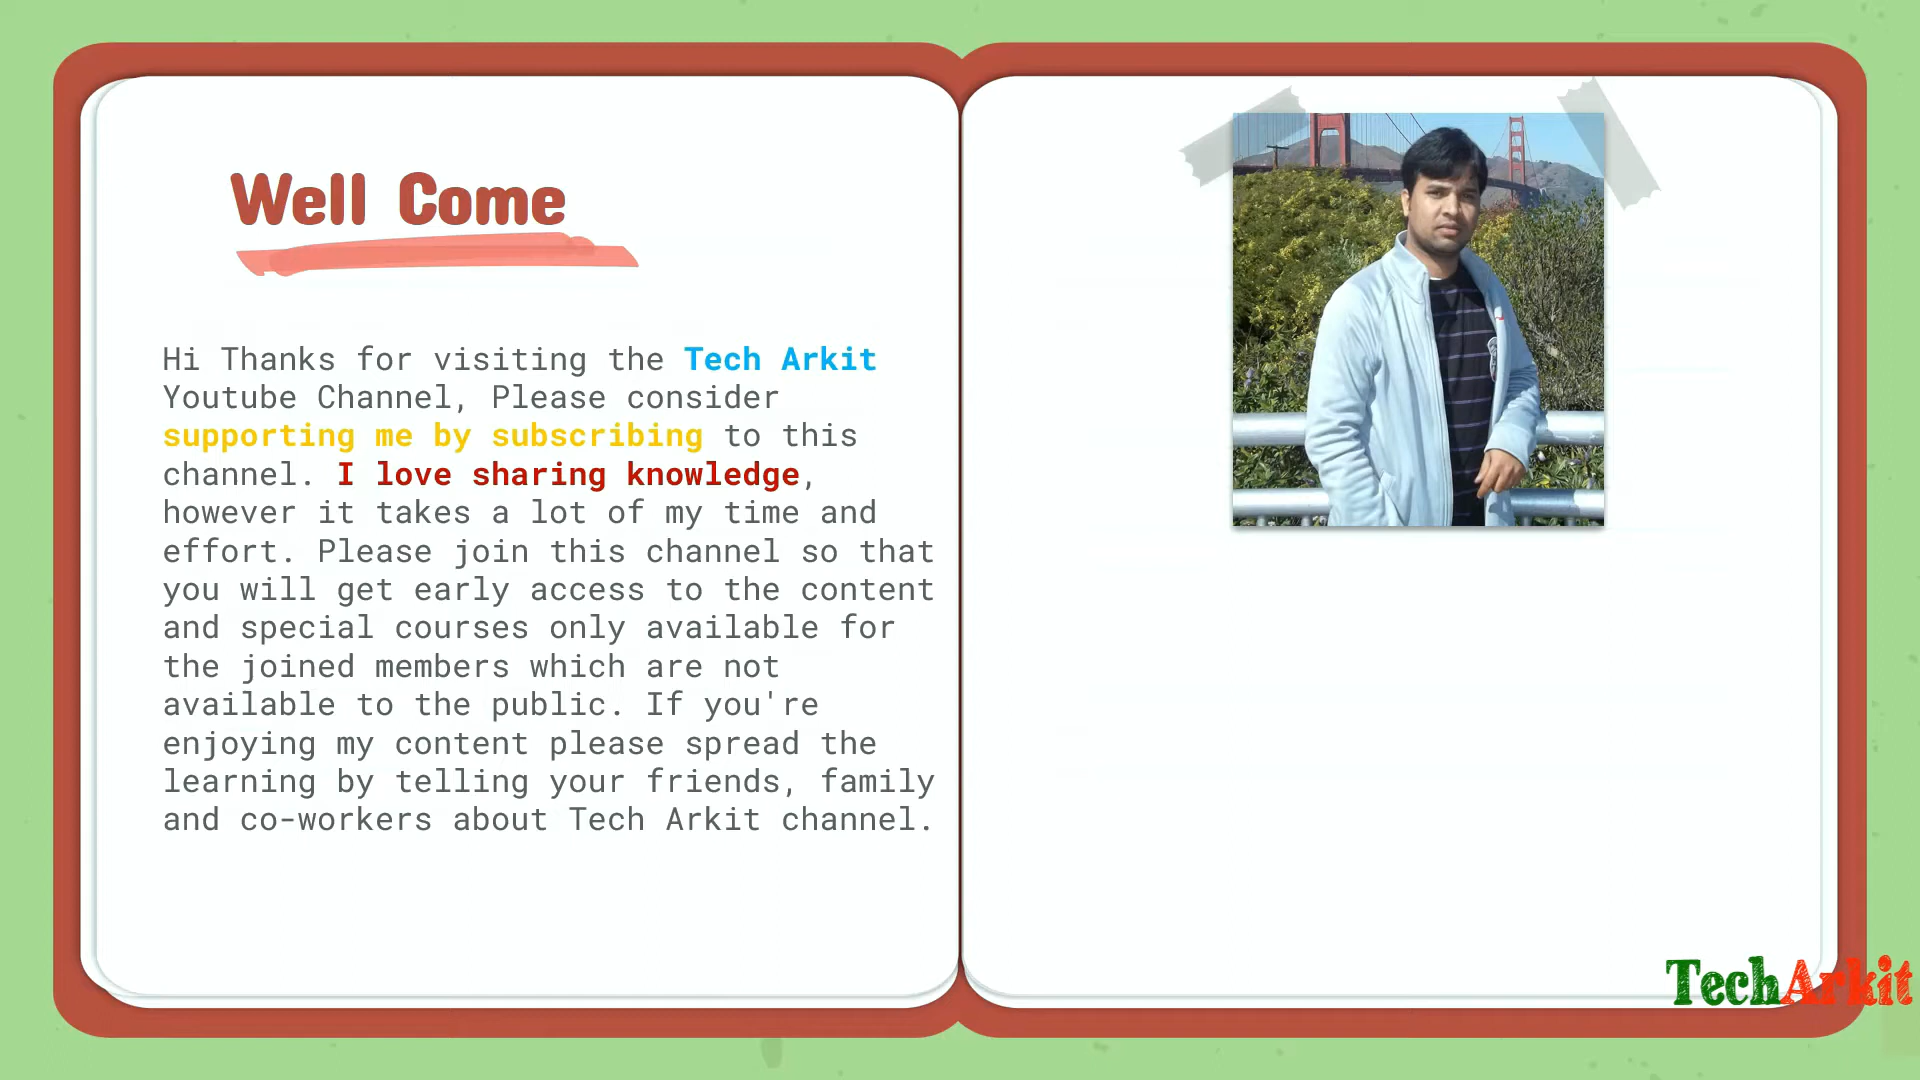 Well Come
Hi Thanks for visiting the Tech Arkit
Youtube Channel, Please consider
supporting me by subscribing to this
channel. I love sharing knowledge,
however it takes a lot of my time and
effort. Please join this channel so that
you will get early access to the content
and special courses only available for
the joined members which are not
available to the public. If you're
enjoying my content please spread the
learning by telling your friends, family
and co-workers about Tech Arkit channel.
TechArkit